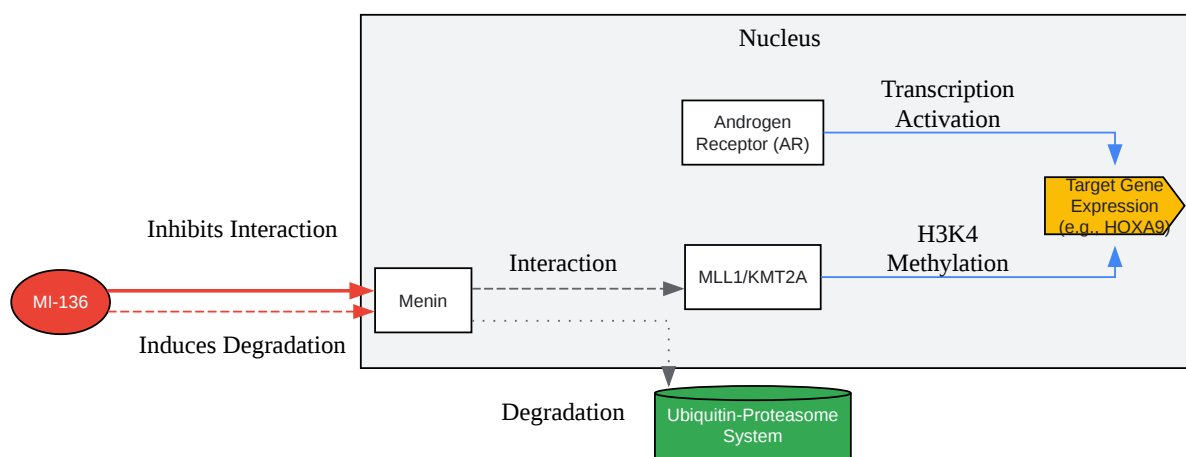 Nucleus
Transcription
Activation
Androgen
Receptor (AR)
Target Gene
Expression
(e.g., HOXA9)
Inhibits Interaction
H3K4
Methylation
Interaction
MI-136
Menin
MLL1/KMT2A
Induces Degradation
Degradation
Ubiquitin-Proteasome
System